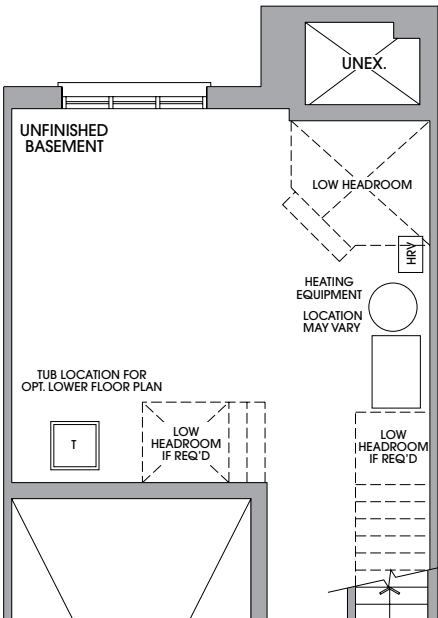 UNEX.
UNFINISHED
BASEMENT
LOW HEADROOM
HRV
HEATING
EQUIPMENT
LOCATION
MAY VARY
TUB LOCATION FOR
OPT. LOWER FLOOR PLAN
T
LOW
HEADROOM
IF REQ'D
LOW
HEADROOM
IF REQ'D